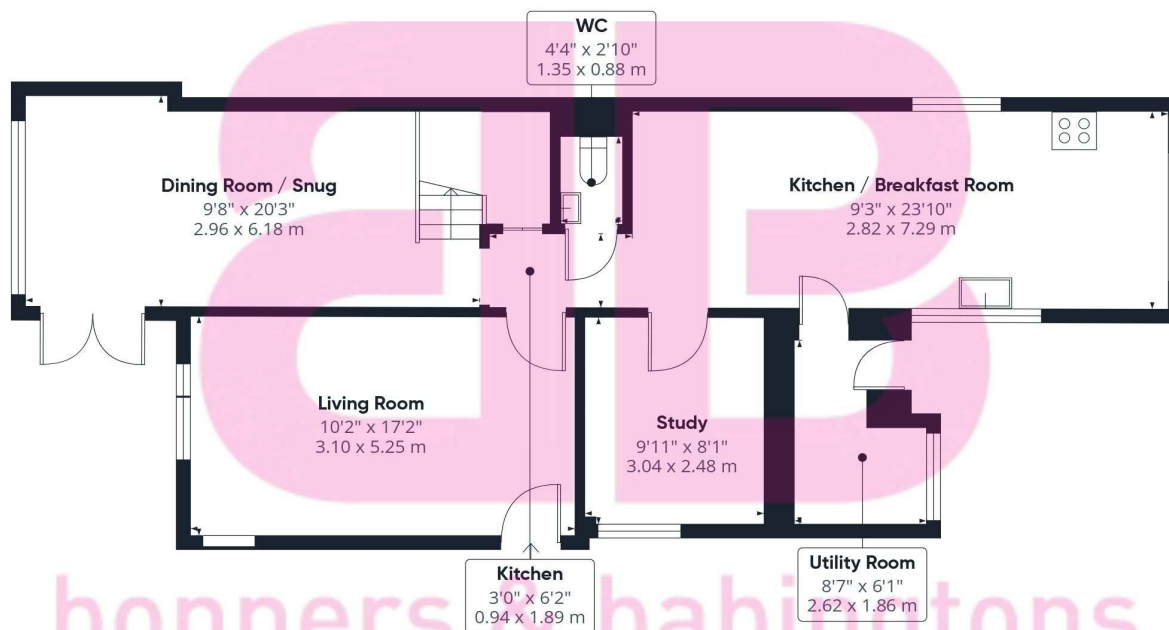 WC
4'4" x 2'10"
1.35 x 0.88 m
Dining Room / Snug
9'8" x 20'3"
2.96 x 6.18 m
Kitchen / Breakfast Room
9'3" x 23'10"
2.82 x 7.29 m
Living Room
10'2" x 17'2"
3.10 x 5.25 m
Study
9'11" x 8'1"
3.04 x 2.48 m
Kitchen
3'0" x 6'2"
0.94 x 1.89 m
Utility Room
8'7" x 6'1"
2.62 x 1.86 m
bonners & babingtons